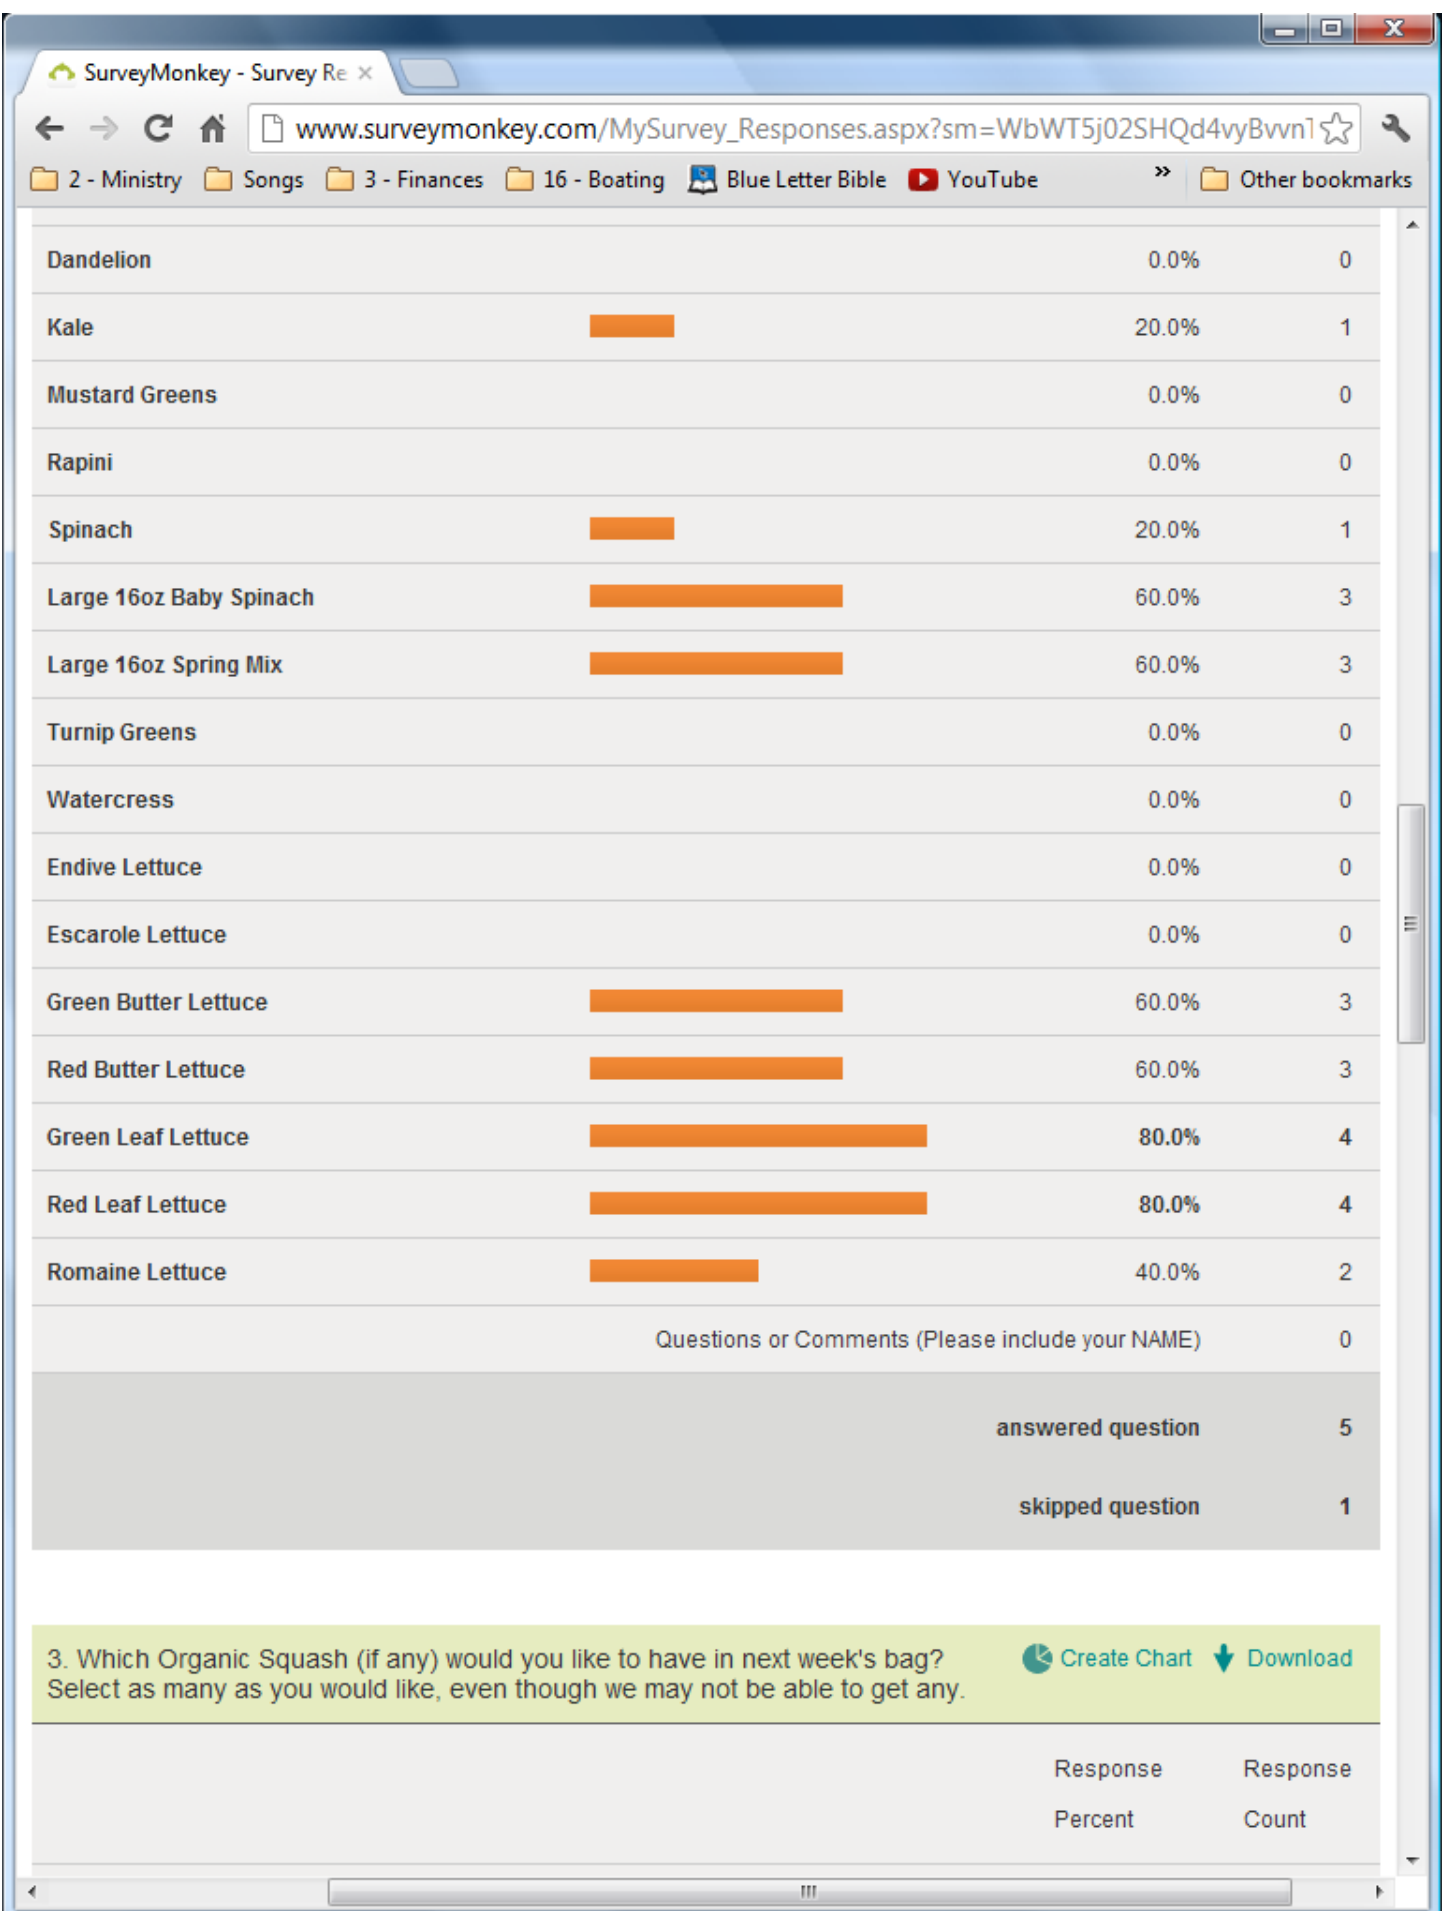 SurveyMonkey - Survey Re
www.surveymonkey.com/MySurvey_Responses.aspx?sm=WbWT5j02SHQd4vyBvvn
2 - Ministry Songs 3 - Finances 16 - Boating Blue Letter Bible YouTube » Other bookmarks
Dandelion 0.0% 0
Kale 20.0% 1
Mustard Greens 0.0% 0
Rapini 0.0% 0
Spinach 20.0% 1
Large 16oz Baby Spinach 60.0% 3
Large 16oz Spring Mix 60.0% 3
Turnip Greens 0.0% 0
Watercress 0.0% 0
Endive Lettuce 0.0% 0
Escarole Lettuce 0.0% 0
Green Butter Lettuce 60.0% 3
Red Butter Lettuce 60.0% 3
Green Leaf Lettuce 80.0% 4
Red Leaf Lettuce 80.0% 4
Romaine Lettuce 40.0% 2
Questions or Comments (Please include your NAME) 0
answered question 5
skipped question 1
3. Which Organic Squash (if any) would you like to have in next week's bag? Create Chart Download
Select as many as you would like, even though we may not be able to get any.
Response Response
Percent Count